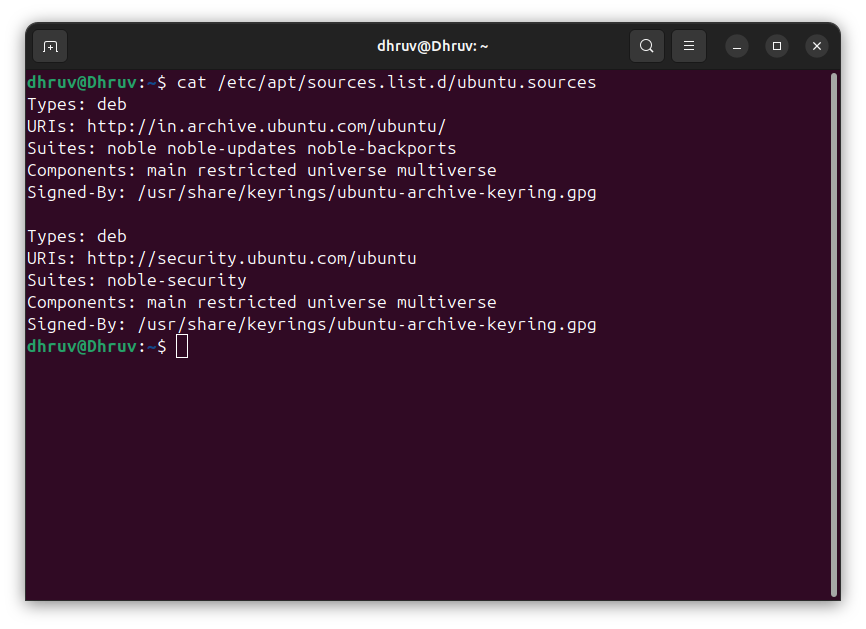 dhruv@Dhruv: ~
dhruv@Dhruv:~$ cat /etc/apt/sources.list.d/ubuntu.sources
Types: deb
URIs: http://in.archive.ubuntu.com/ubuntu/
Suites: noble noble-updates noble-backports
Components: main restricted universe multiverse
Signed-By: /usr/share/keyrings/ubuntu-archive-keyring.gpg

Types: deb
URIs: http://security.ubuntu.com/ubuntu
Suites: noble-security
Components: main restricted universe multiverse
Signed-By: /usr/share/keyrings/ubuntu-archive-keyring.gpg
dhruv@Dhruv:~$